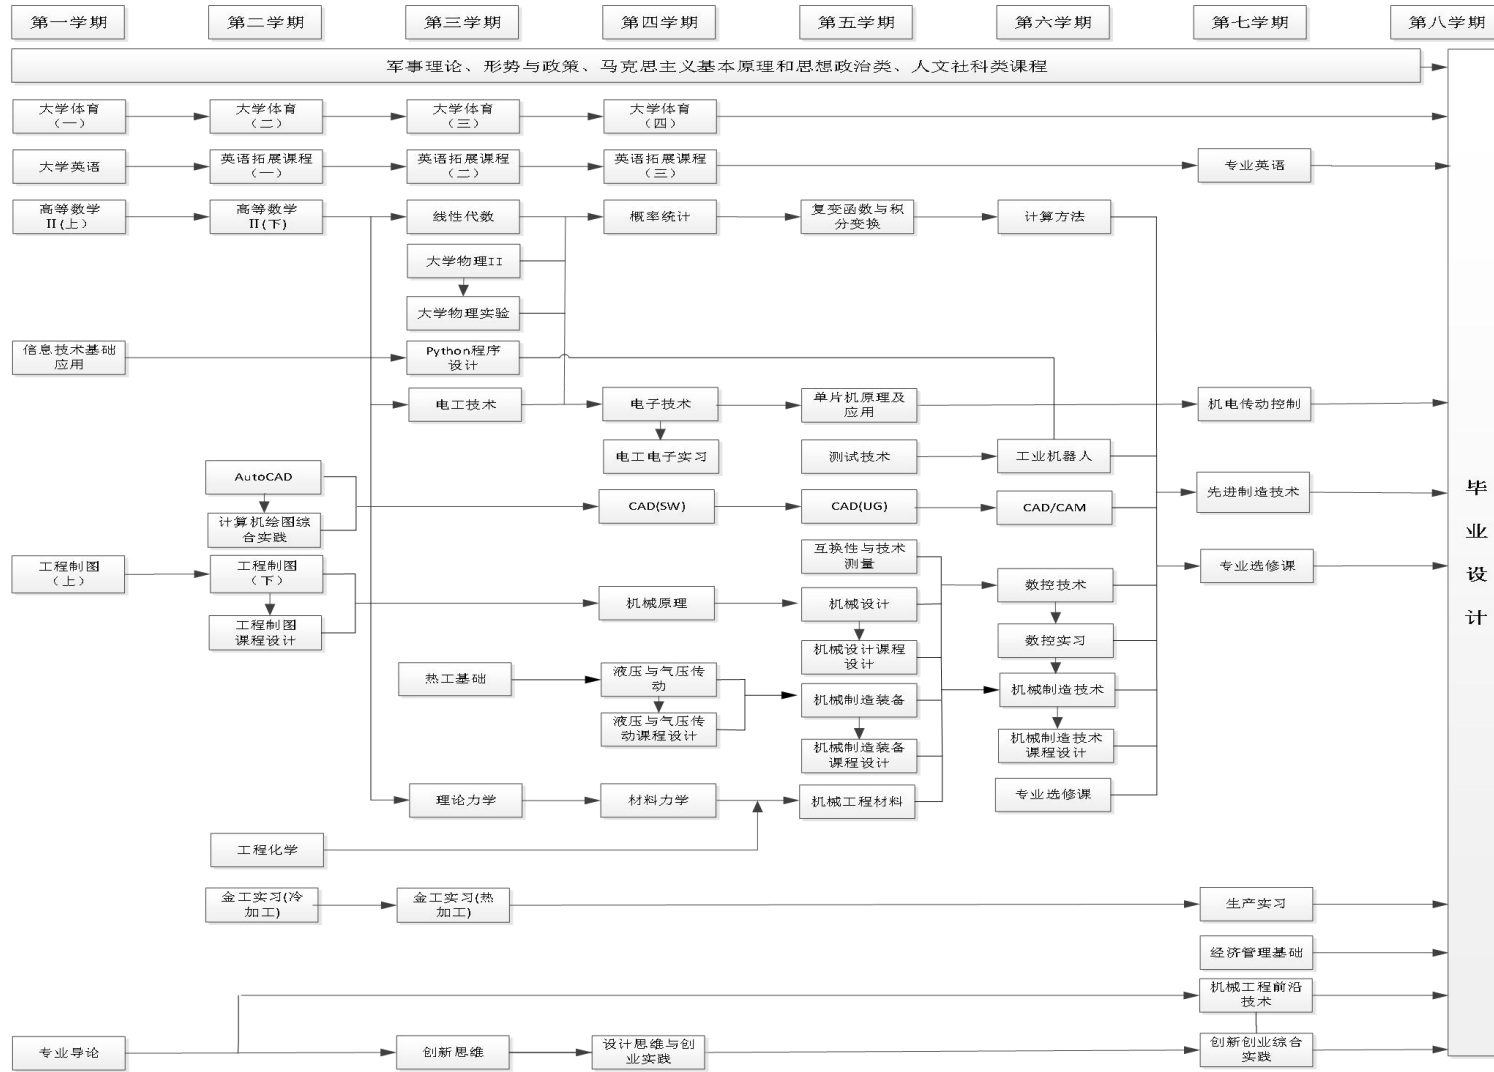 第一学期
第二学期
第三学期
第四学期
第五学期
第六学期
第七学期
第八学期
军事理论、形势与政策、马克思主义基本原理和思想政治类、人文社科类课程
大学体育
（一）
大学体育
（二）
大学体育
（三）
大学体育
（四）
大学英语
英语拓展课程
（一）
英语拓展课程
（二）
英语拓展课程
（三）
专业英语
高等数学
II(上)
高等数学
II(下)
线性代数
概率统计
复变函数与积
分变换
计算方法
大学物理II
大学物理实验
信息技术基础
应用
Python程序
设计
电工技术
电子技术
单片机原理及
应用
机电传动控制
电工电子实习
测试技术
工业机器人
AutoCAD
计算机绘图综
合实践
CAD(SW)
CAD(UG)
CAD/CAM
先进制造技术
工程制图
（上）
工程制图
（下）
工程制图
课程设计
互换性与技术
测量
数控技术
专业选修课
机械原理
机械设计
机械设计课程
设计
数控实习
热工基础
液压与气压传
动
液压与气压传
动课程设计
机械制造装备
机械制造装备
课程设计
机械制造技术
机械制造技术
课程设计
理论力学
材料力学
机械工程材料
专业选修课
工程化学
金工实习(冷
加工)
金工实习(热
加工)
生产实习
经济管理基础
机械工程前沿
技术
专业导论
创新思维
设计思维与创
业实践
创新创业综合
实践
毕
业
设
计